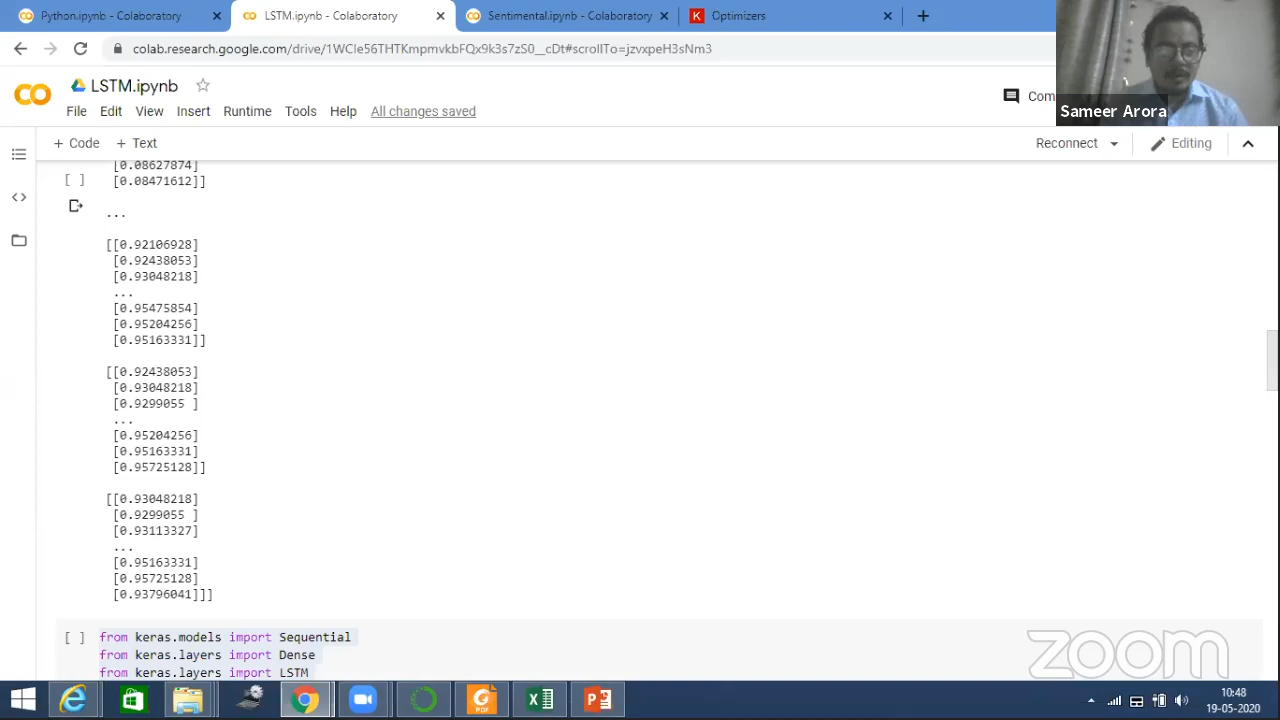 Python.ipynb - Colaboratory
LSTM.ipynb - Colaboratory
Sentimental.ipynb - Colaboratory
K Optimizers
colab.research.google.com/drive/1WCle56THTKmpmvkbFQx9k3s7zS0__cDt#scrollTo=jzvxpeH3sNm3
LSTM.ipynb
File Edit View Insert Runtime Tools Help All changes saved
Com
Sameer Arora
+ Code + Text
Reconnect
Editing
[0.08627874]
[ ] [0.08471612]]
...
[[0.92106928]
[0.92438053]
[0.93048218]
...
[0.95475854]
[0.95204256]
[0.95163331]]
[[0.92438053]
[0.93048218]
[0.9299055 ]
...
[0.95204256]
[0.95163331]
[0.95725128]]
[[0.93048218]
[0.9299055 ]
[0.93113327]
...
[0.95163331]
[0.95725128]
[0.93796041]]]
[ ] from keras.models import Sequential
from keras.layers import Dense
from keras.layers import LSTM
zoom
10:48
19-05-2020